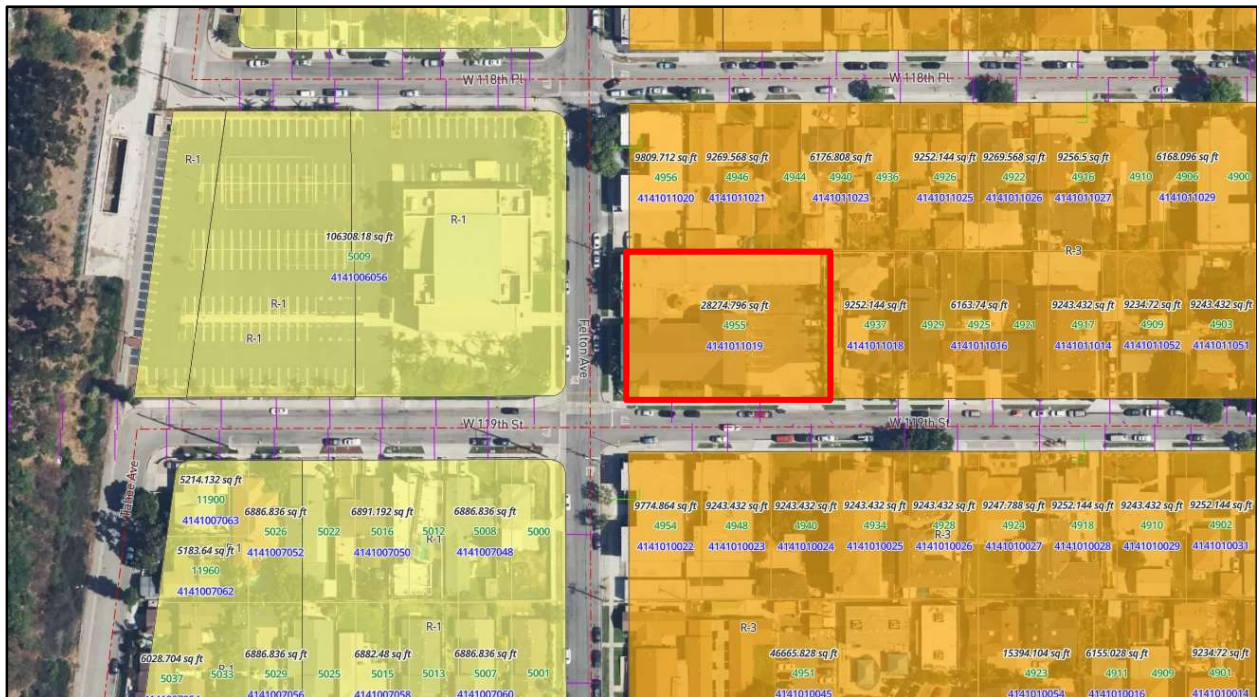 W 118th Pl
W 118th Pl
R-1
R-1
106308.18 sq ft
5009
4141006056
R-1
R-1
9809.712 sq ft
4956
4141011020
9269.568 sq ft
4946
4141011021
4944
6176.808 sq ft
4940
4141011023
4936
9252.144 sq ft
4926
4141011025
9269.568 sq ft
4922
4141011026
9256.5 sq ft
4916
4141011027
4910
6168.096 sq ft
4906
4141011029
4900
R-3
Felton Ave
28274.796 sq ft
4955
4141011019
9252.144 sq ft
4937
4141011018
4929
6163.74 sq ft
4925
4141011016
4921
9243.432 sq ft
4917
4141011014
9234.72 sq ft
4909
4141011052
9243.432 sq ft
4903
4141011051
W 119th St
W 119th St
Tahoe Ave
5214.132 sq ft
11900
4141007063
R-1
5183.64 sq ft
11960
4141007062
6886.836 sq ft
5026
4141007052
5022
6891.192 sq ft
5016
4141007050
5012
R-1
6886.836 sq ft
5008
4141007048
5000
9774.864 sq ft
4954
4141010022
9243.432 sq ft
4948
4141010023
9243.432 sq ft
4940
4141010024
9243.432 sq ft
4934
4141010025
9243.432 sq ft
4928
4141010026
R-3
9247.788 sq ft
4924
4141010027
9252.144 sq ft
4918
4141010028
9243.432 sq ft
4910
4141010029
9252.144 sq ft
4902
4141010031
6028.704 sq ft
5037
R-1
5033
6886.836 sq ft
5029
4141007056
5025
6882.48 sq ft
5015
4141007058
R-1
5013
6886.836 sq ft
5007
4141007060
5001
R-3
46665.828 sq ft
4951
4141010045
15394.104 sq ft
4923
4141010054
6155.028 sq ft
4911
4141010016
4909
9234.72 sq ft
4901